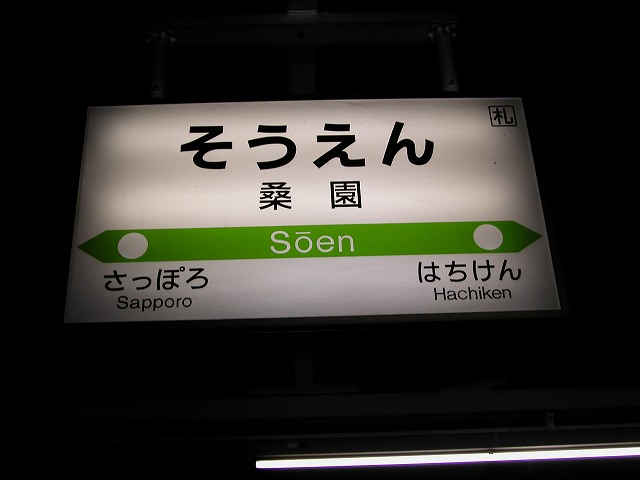 札
そうえん
桑園
Sōen
さっぽろ
Sapporo
はちけん
Hachiken